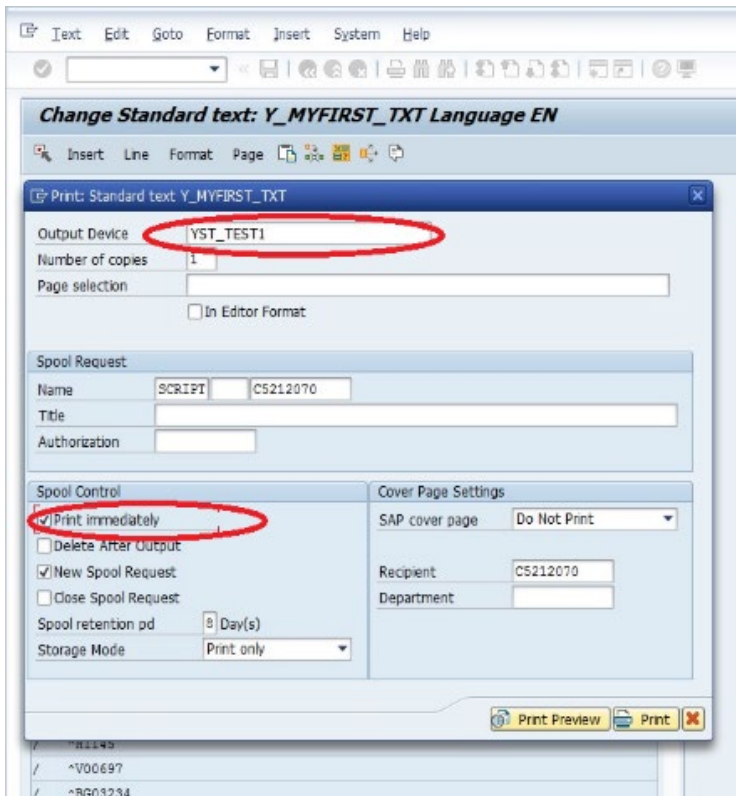 Text Edit Goto Format Insert System Help
Change Standard text: Y_MYFIRST_TXT Language EN
Insert Line Format Page
Print: Standard text Y_MYFIRST_TXT
Output Device YST_TEST1
Number of copies 1
Page selection
In Editor Format
Spool Request
Name SCRIPT C5212070
Title
Authorization
Spool Control
Print immediately
Delete After Output
New Spool Request
Close Spool Request
Spool retention pd 8 Day(s)
Storage Mode Print only
Cover Page Settings
SAP cover page Do Not Print
Recipient C5212070
Department
Print Preview Print
/ ^A1145
/ ^V00697
/ ^BG03234